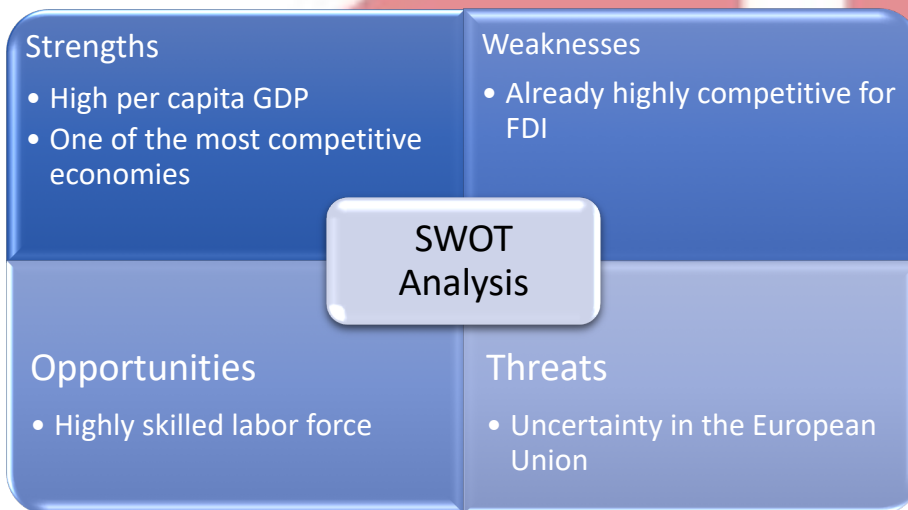 Strengths
• High per capita GDP
• One of the most competitive
economies
Weaknesses
• Already highly competitive for
FDI
SWOT
Analysis
Opportunities
• Highly skilled labor force
Threats
• Uncertainty in the European
Union